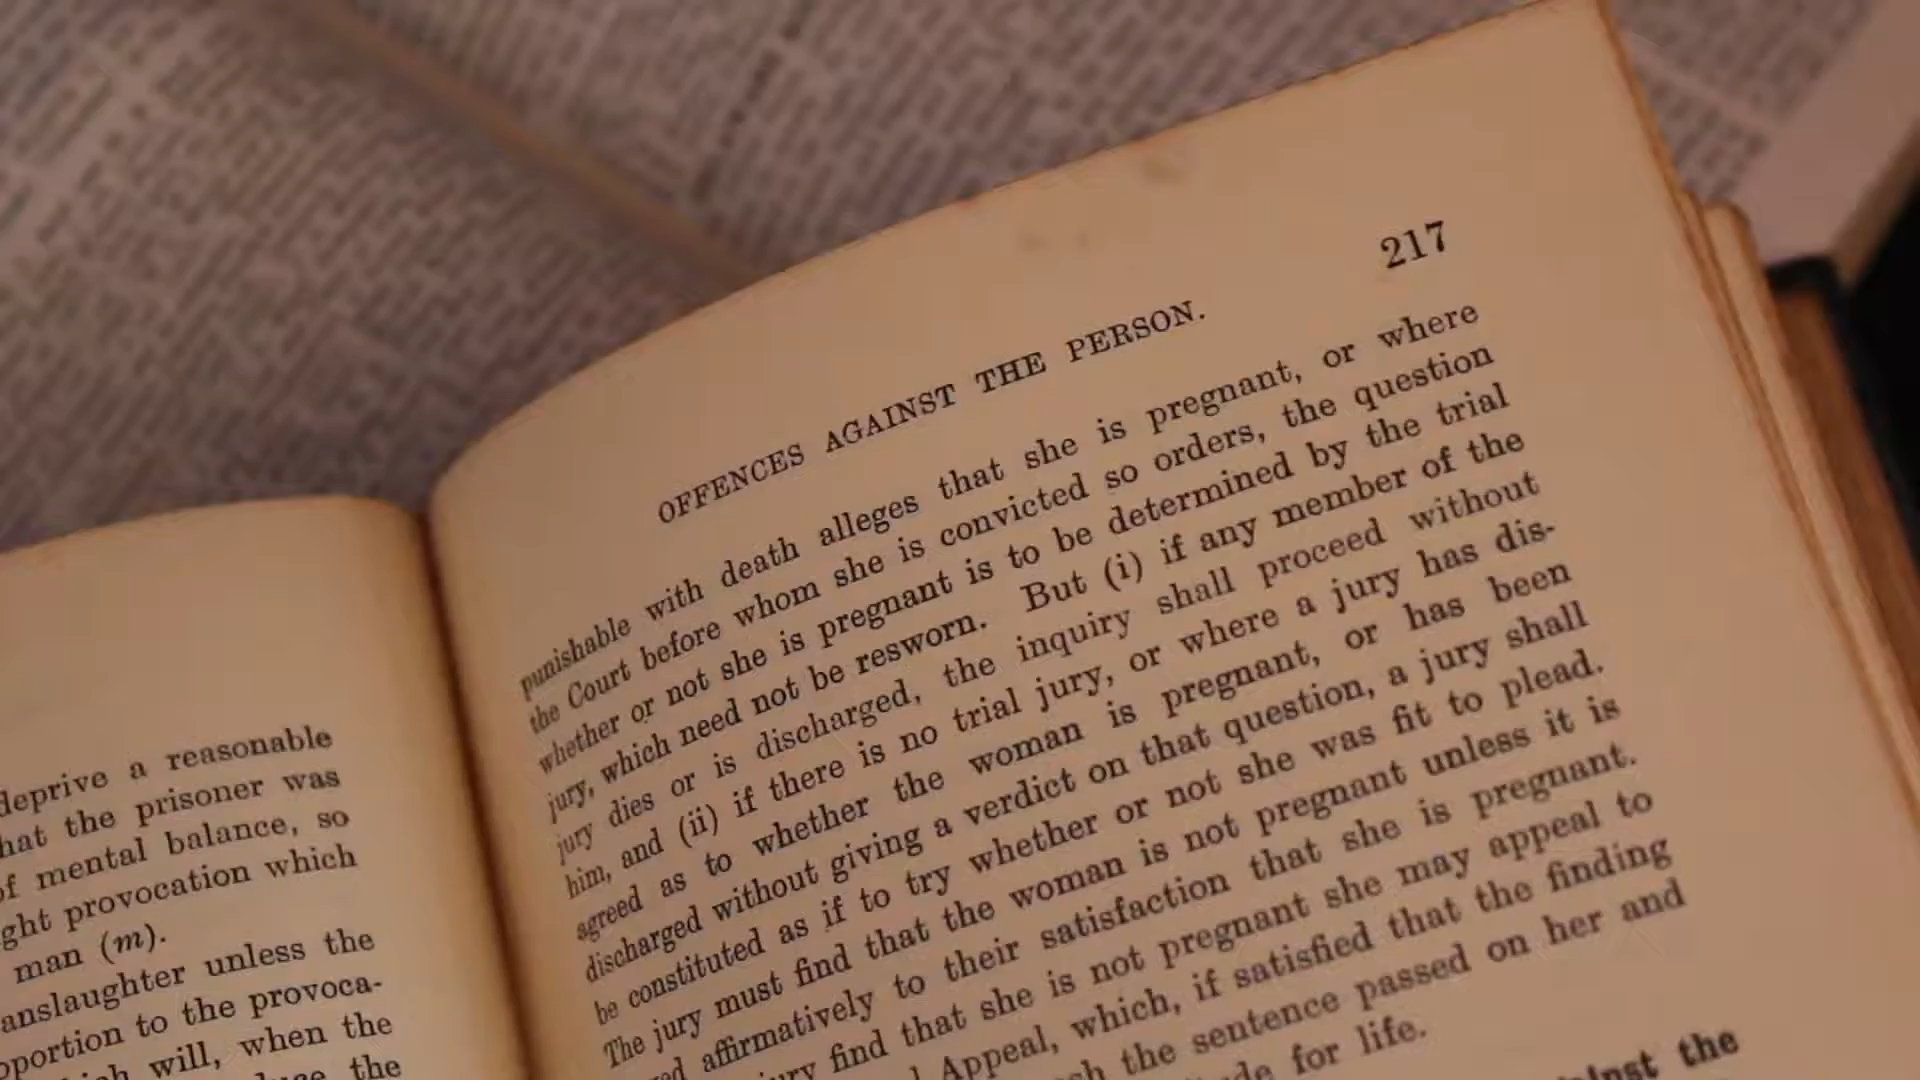 deprive a reasonable
hat the prisoner was
of mental balance, so
ght provocation which
man (m).
anslaughter unless the
oportion to the provoca-
ich will, when the
the
217
OFFENCES AGAINST THE PERSON.
punishable with death alleges that she is pregnant, or where
the Court before whom she is convicted so orders, the question
whether or not she is pregnant is to be determined by the trial
jury, which need not be resworn. But (i) if any member of the
jury dies or is discharged, the inquiry shall proceed without
him, and (ii) if there is no trial jury, or where a jury has dis-
agreed as to whether the woman is pregnant, or has been
discharged without giving a verdict on that question, a jury shall
be constituted as if to try whether or not she was fit to plead.
The jury must find that the woman is not pregnant unless it is
ed affirmatively to their satisfaction that she is pregnant.
ury find that she is not pregnant she may appeal to
l Appeal, which, if satisfied that the finding
sh the sentence passed on her and
de for life.
inst the